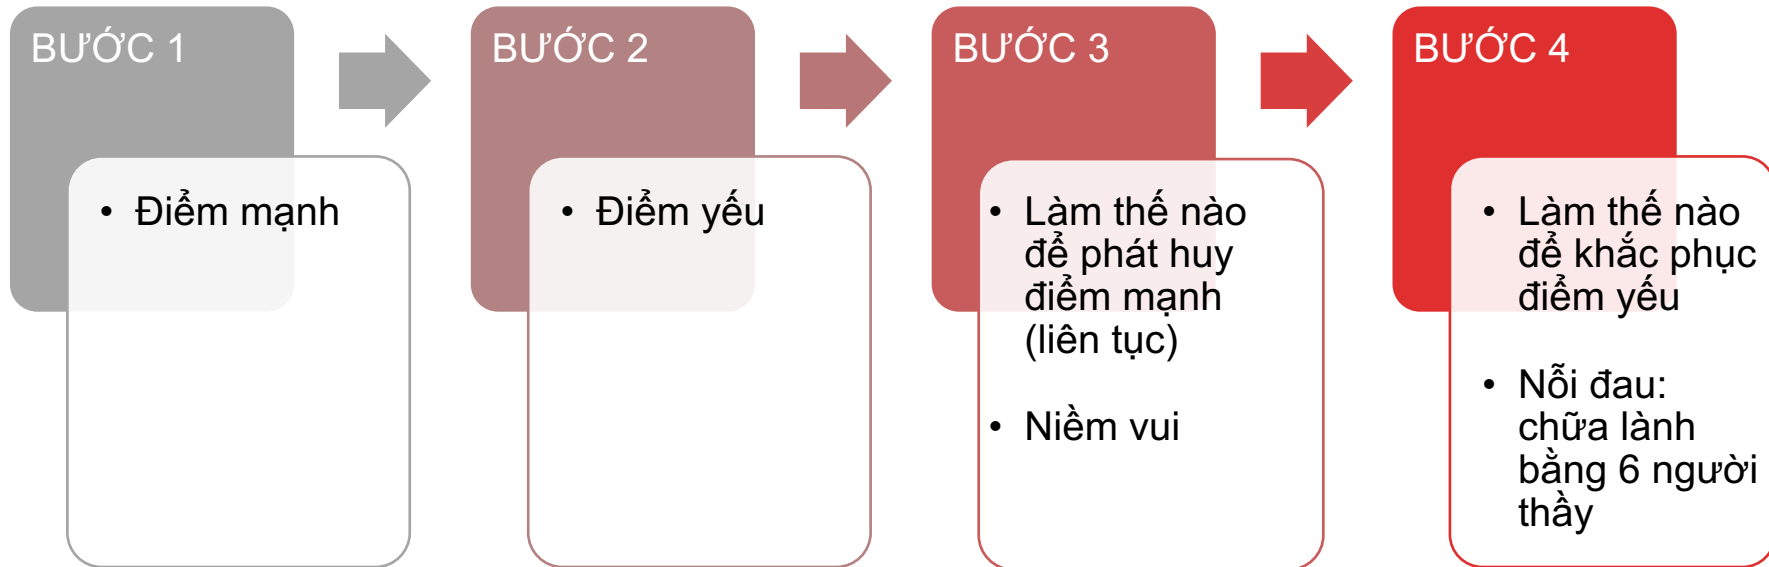 BƯỚC 1
• Điểm mạnh
BƯỚC 2
• Điểm yếu
BƯỚC 3
• Làm thế nào
để phát huy
điểm mạnh
(liên tục)
• Niềm vui
BƯỚC 4
• Làm thế nào
để khắc phục
điểm yếu
• Nỗi đau:
chữa lành
bằng 6 người
thầy